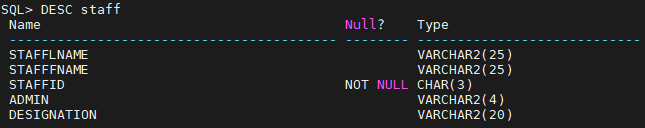 SQL> DESC staff
Name Null? Type
----------------------------------------- -------- ----------------------------
STAFFLNAME VARCHAR2(25)
STAFFFNAME VARCHAR2(25)
STAFFID NOT NULL CHAR(3)
ADMIN VARCHAR2(4)
DESIGNATION VARCHAR2(20)